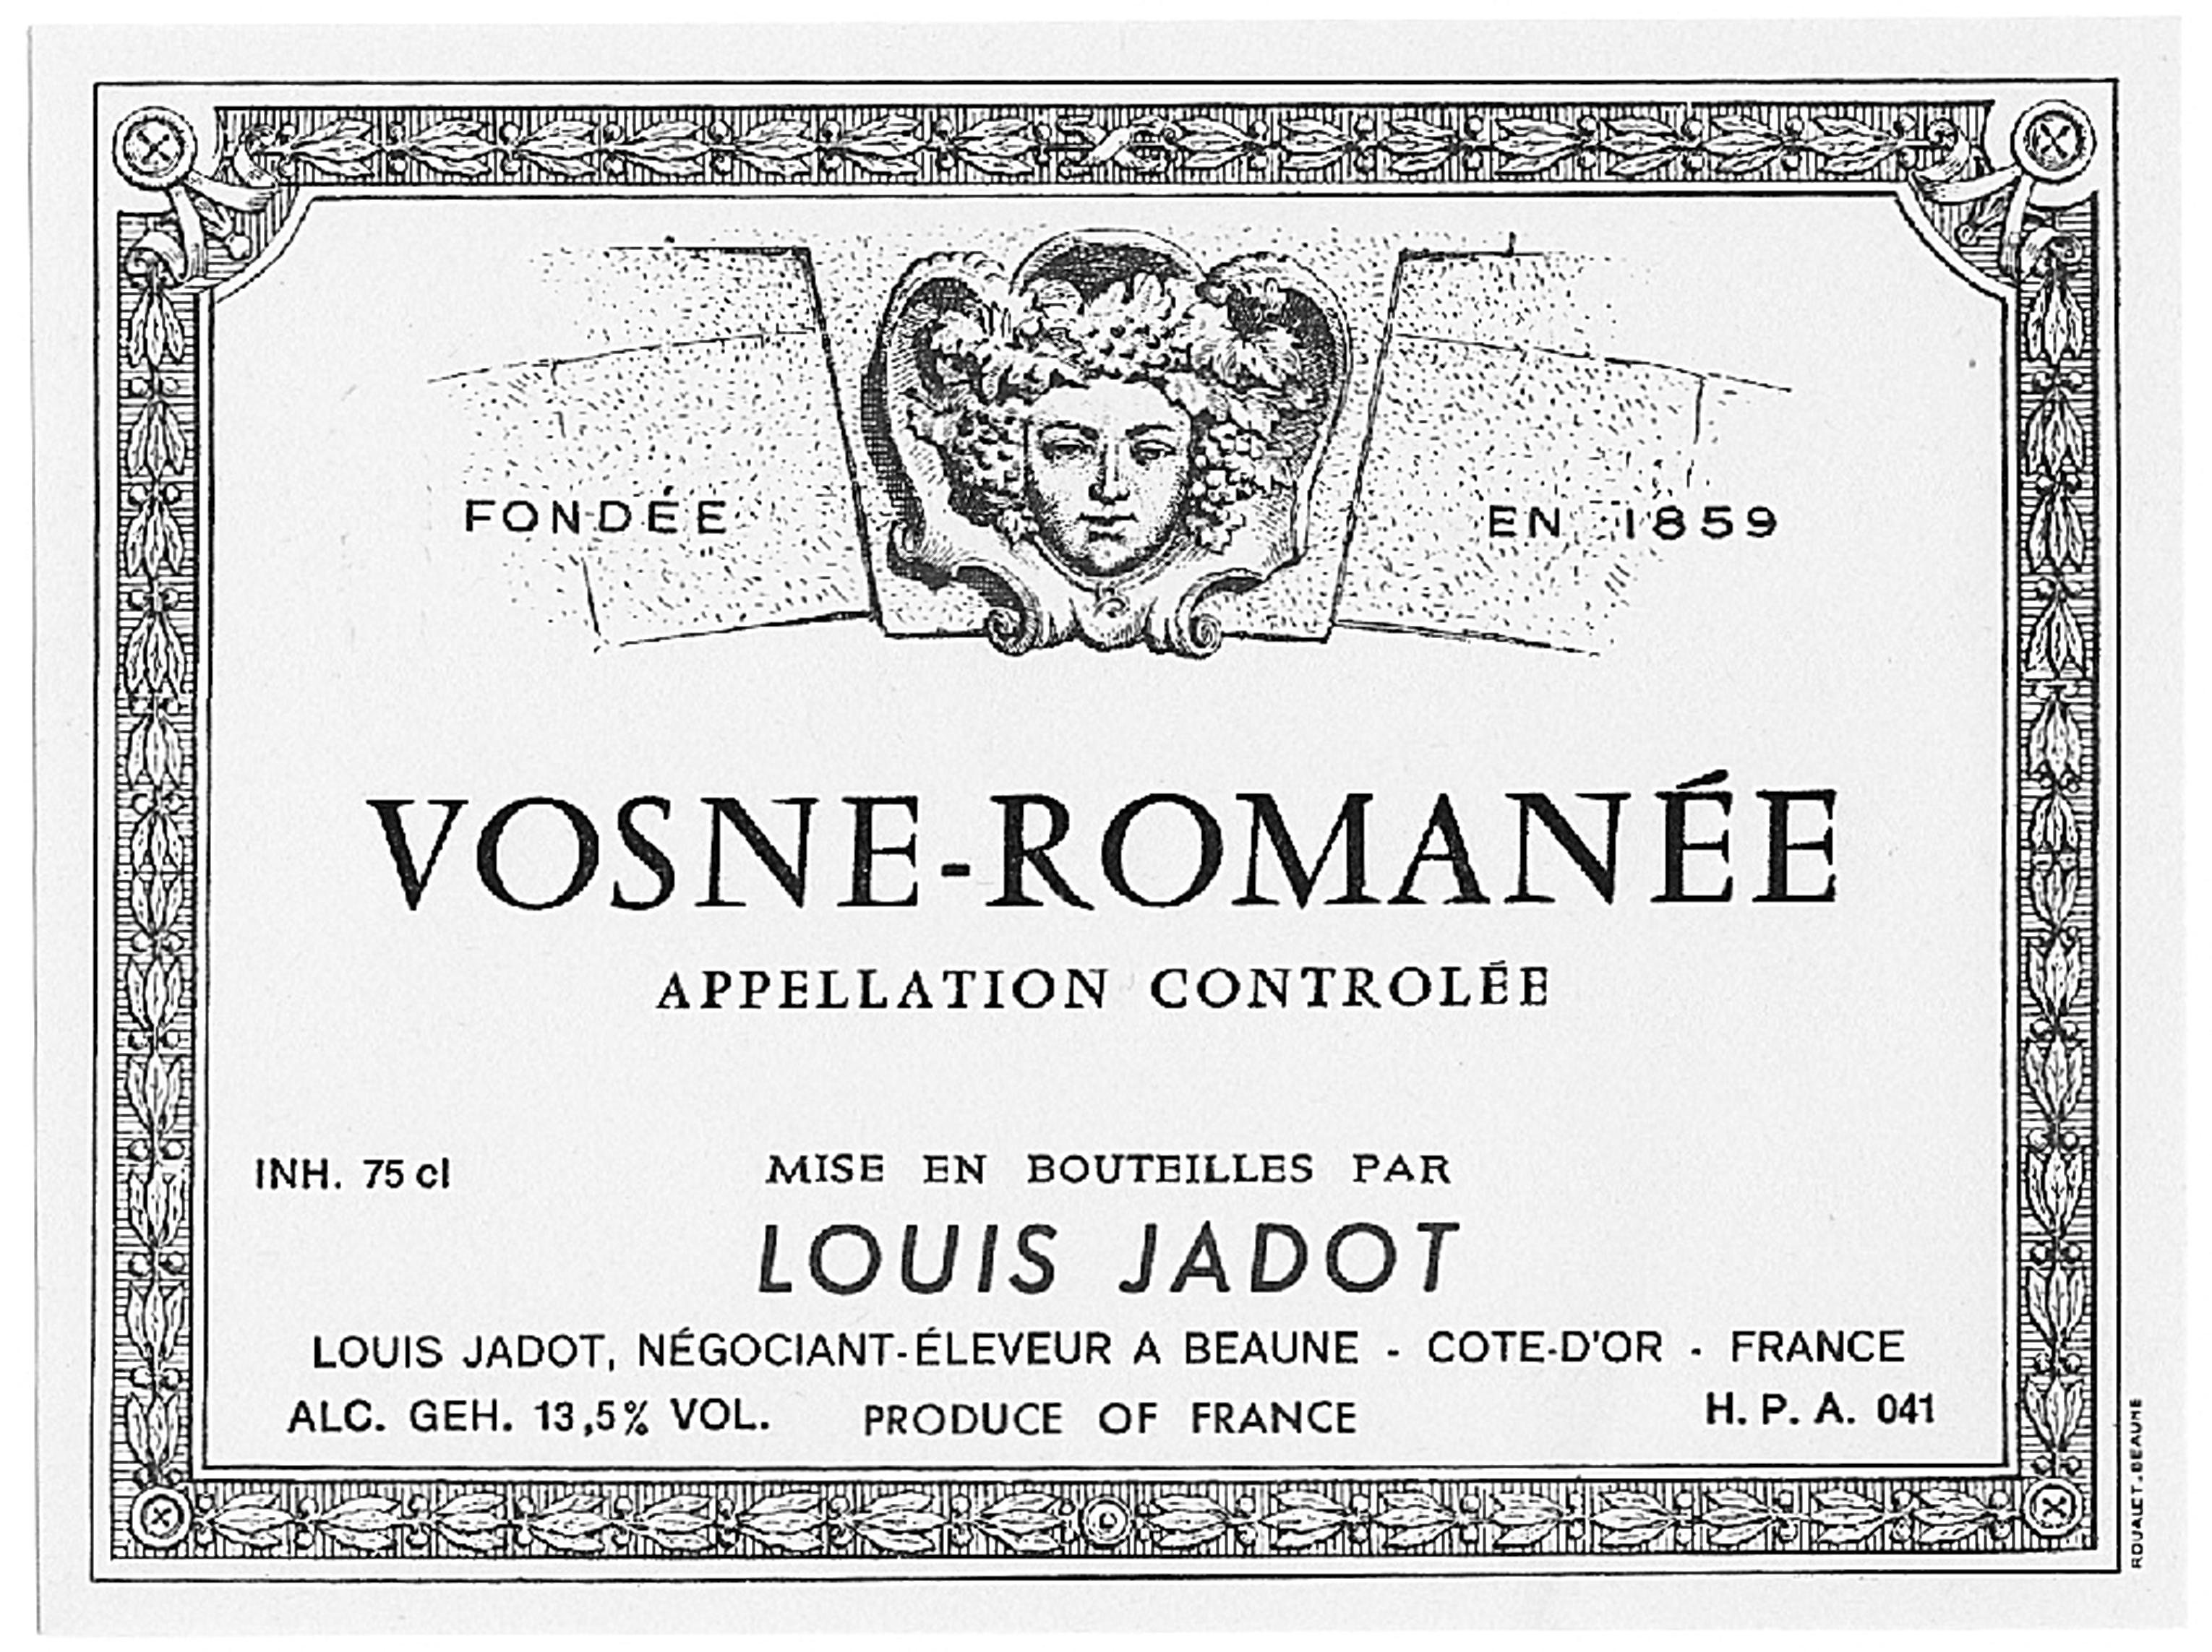 FONDÉE EN 1859
VOSNE-ROMANÉE
APPELLATION CONTROLÉE
INH. 75 cl
MISE EN BOUTEILLES PAR
LOUIS JADOT
LOUIS JADOT, NÉGOCIANT-ÉLEVEUR A BEAUNE - COTE-D'OR - FRANCE
ALC. GEH. 13,5% VOL. PRODUCE OF FRANCE H. P. A. 041
ROUALET. BEAUNE